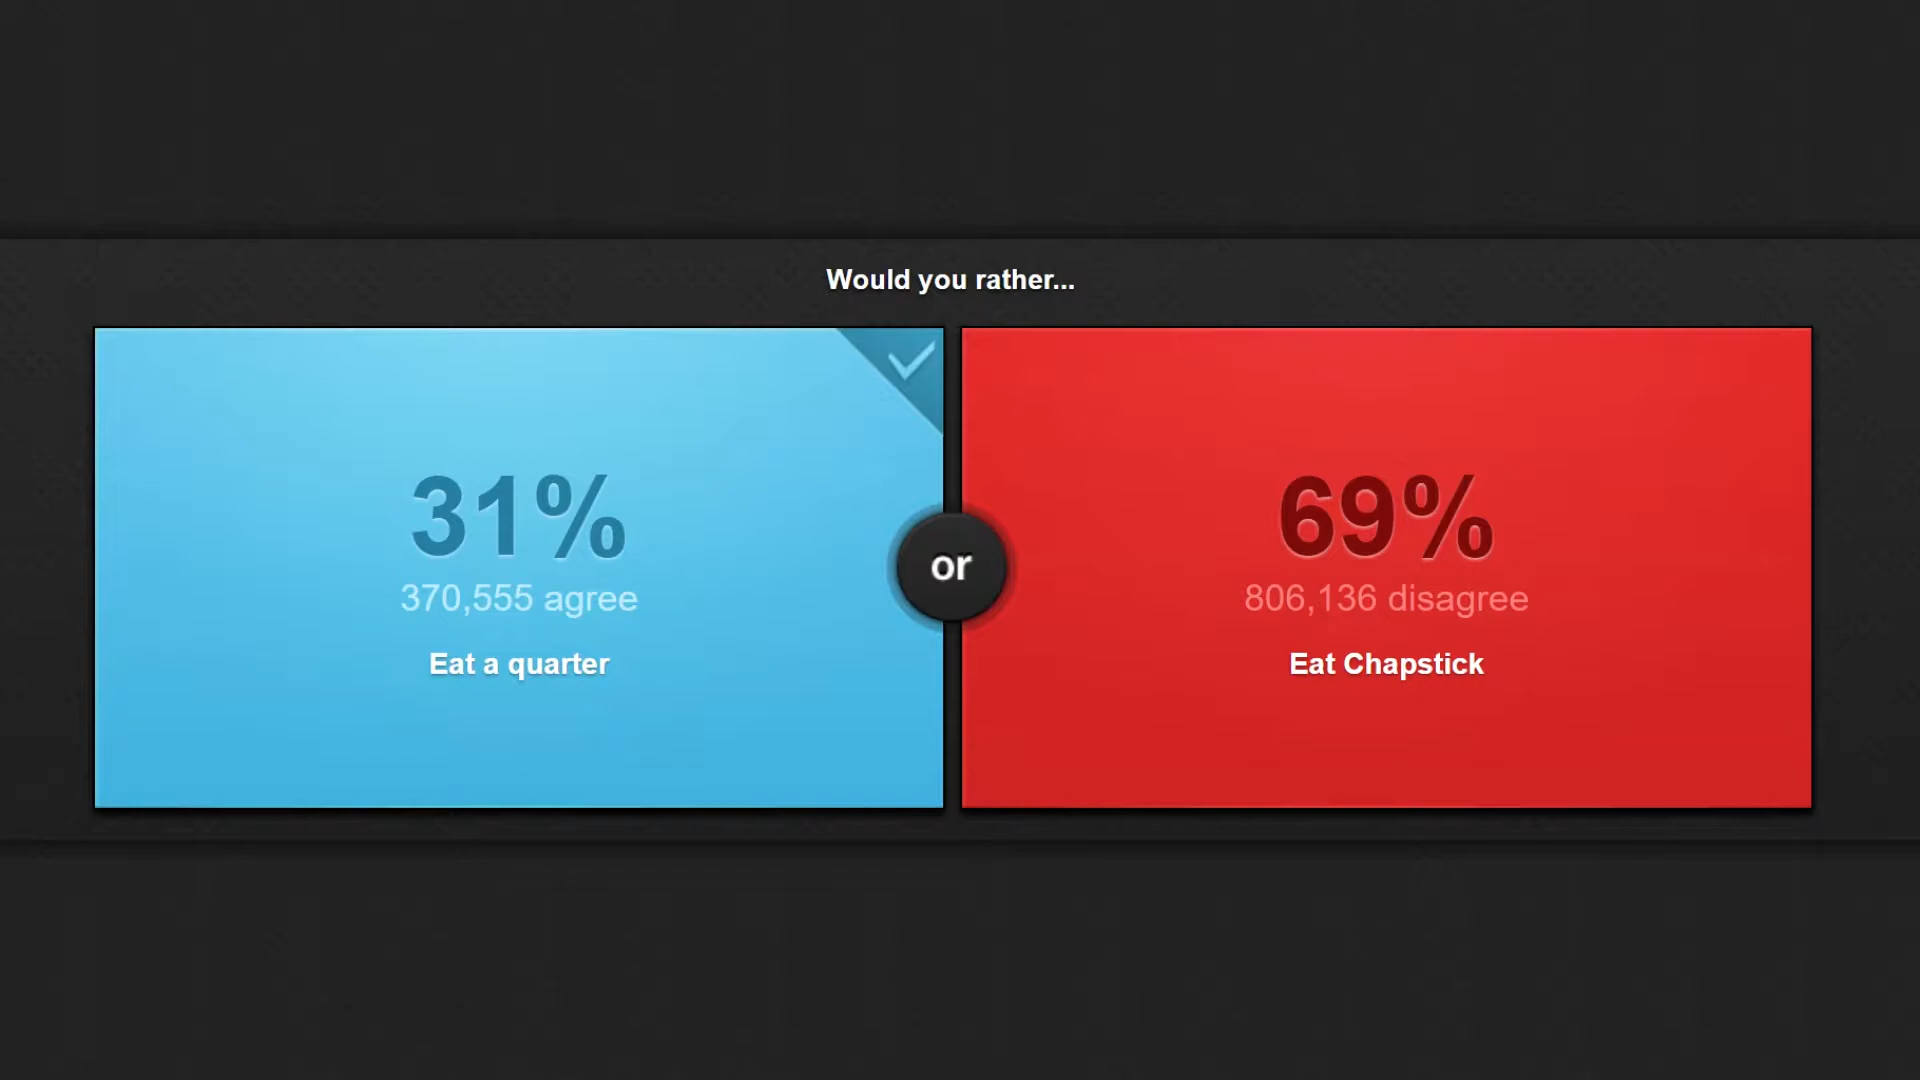 Would you rather...
31%
370,555 agree
Eat a quarter
or
69%
806,136 disagree
Eat Chapstick